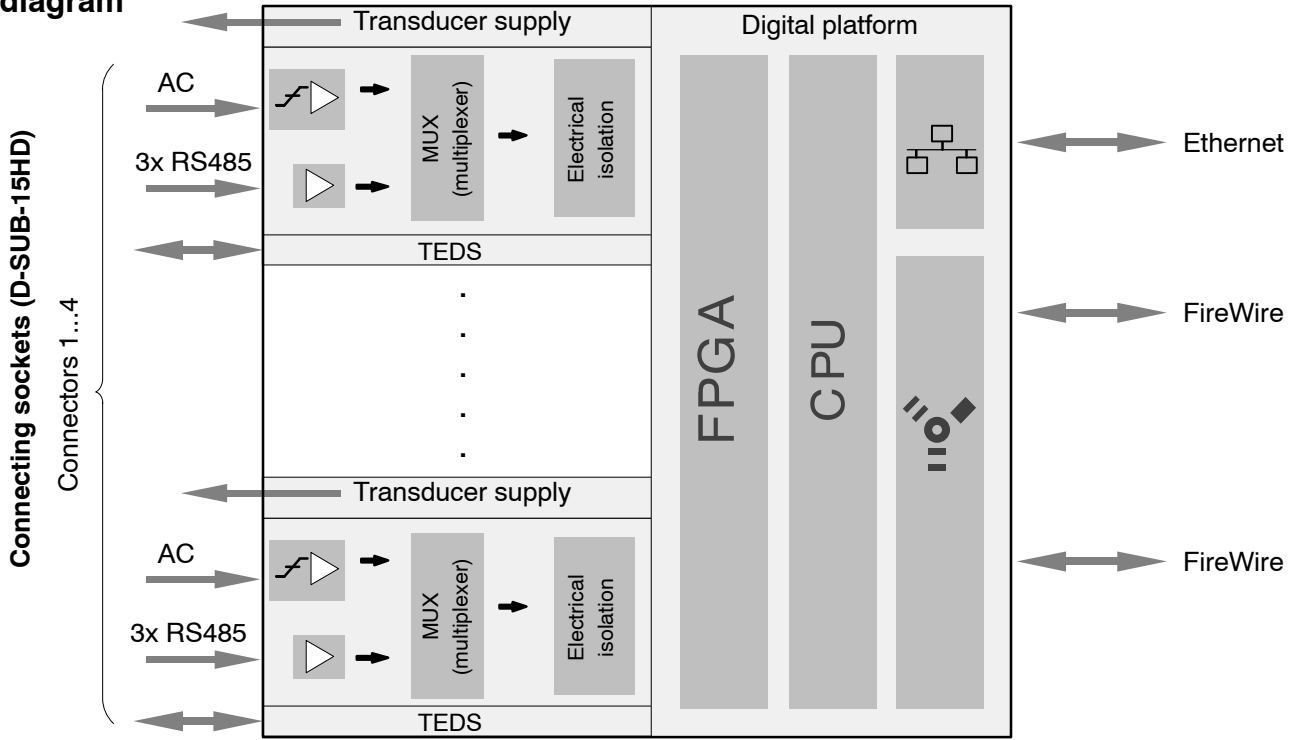 diagram
Transducer supply
Digital platform
AC
3x RS485
MUX
(multiplexer)
Electrical
isolation
TEDS
Connecting sockets (D-SUB-15HD)
Connectors 1...4
FPGA
CPU
Ethernet
FireWire
FireWire
Transducer supply
AC
3x RS485
MUX
(multiplexer)
Electrical
isolation
TEDS